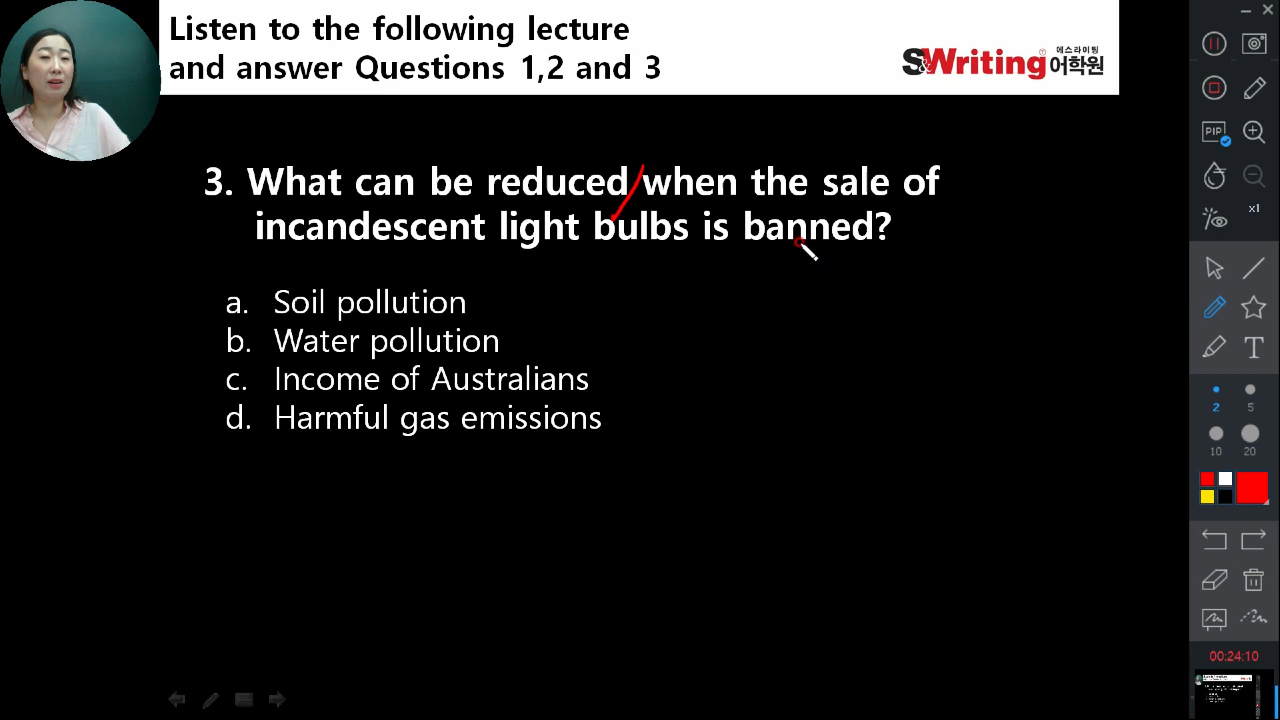 Listen to the following lecture
and answer Questions 1,2 and 3
S&Writing 에스라이팅 어학원
3. What can be reduced when the sale of
incandescent light bulbs is banned?
a. Soil pollution
b. Water pollution
c. Income of Australians
d. Harmful gas emissions
PIP
x1
T
2 5
10 20
00:24:10